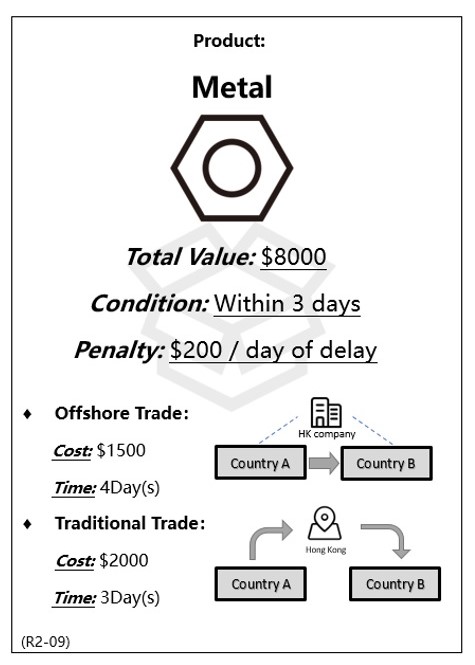 Product:
Metal
Total Value: $8000
Condition: Within 3 days
Penalty: $200 / day of delay
♦ Offshore Trade:
Cost: $1500
Time: 4Day(s)
HK company
Country A
Country B
♦ Traditional Trade:
Cost: $2000
Time: 3Day(s)
Hong Kong
Country A
Country B
(R2-09)